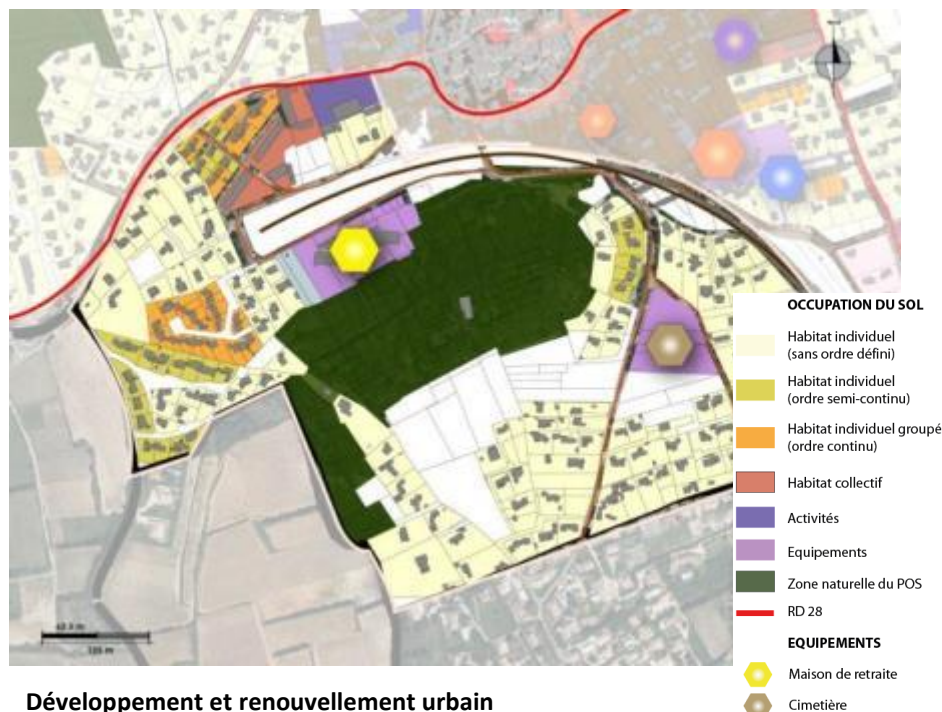 OCCUPATION DU SOL
Habitat individuel
(sans ordre défini)
Habitat individuel
(ordre semi-continu)
Habitat individuel groupé
(ordre continu)
Habitat collectif
Activités
Equipements
Zone naturelle du POS
RD 28
EQUIPEMENTS
Maison de retraite
Cimetière
Développement et renouvellement urbain